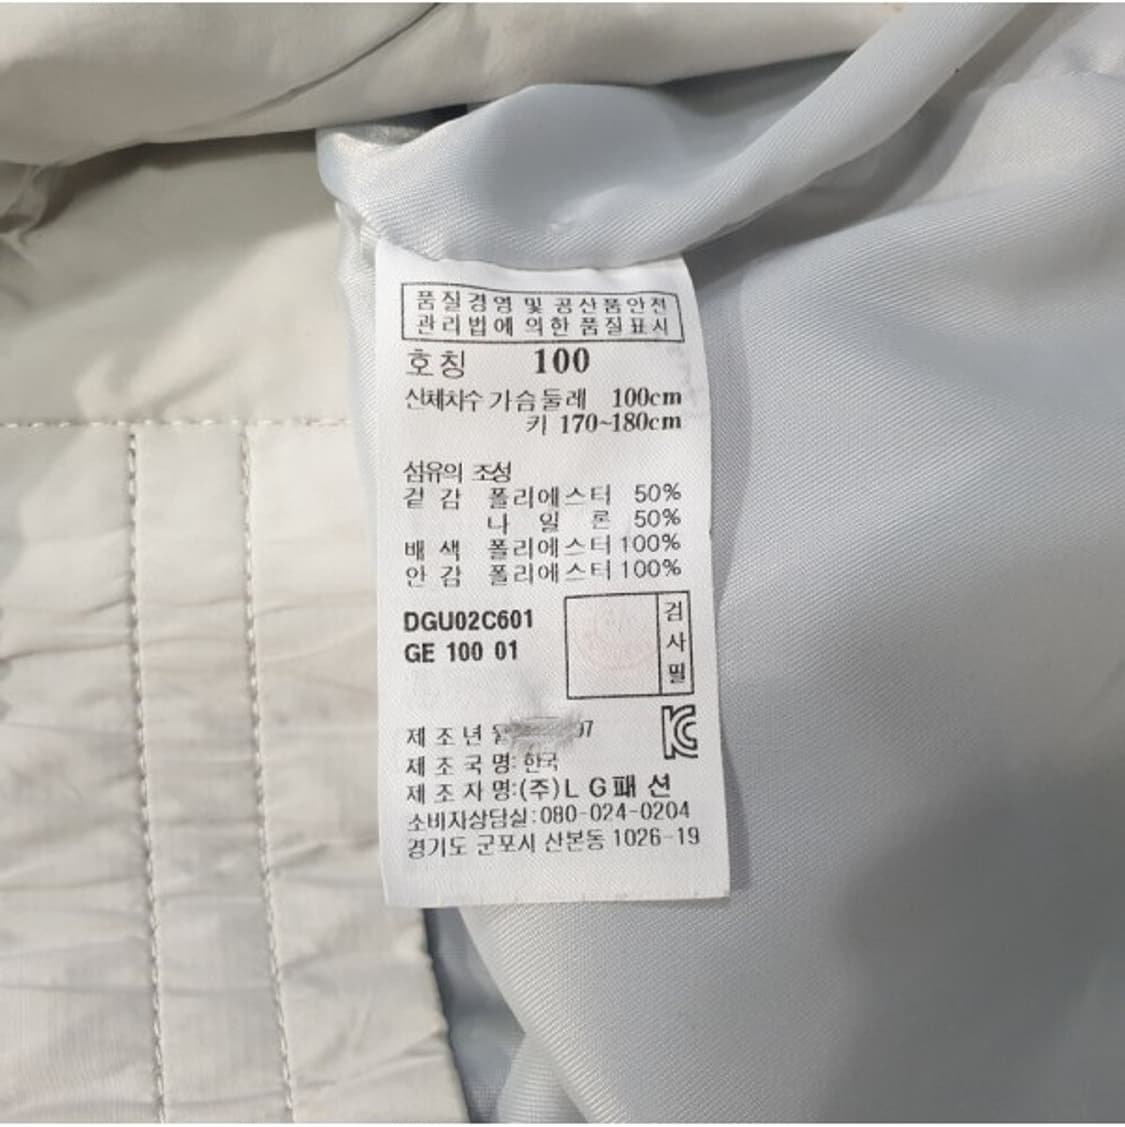 품질경영 및 공산품안전
관리법에 의한 품질표시
호칭 100
신체치수 가슴둘레 100cm
키 170~180cm
섬유의 조성
겉감 폴리에스터 50%
나일론 50%
배색 폴리에스터 100%
안감 폴리에스터 100%
DGU02C601
GE 100 01
검사필
제조년월
KC
제조국명: 한국
제조자명:(주)LG패션
소비자상담실:080-024-0204
경기도 군포시 산본동 1026-19